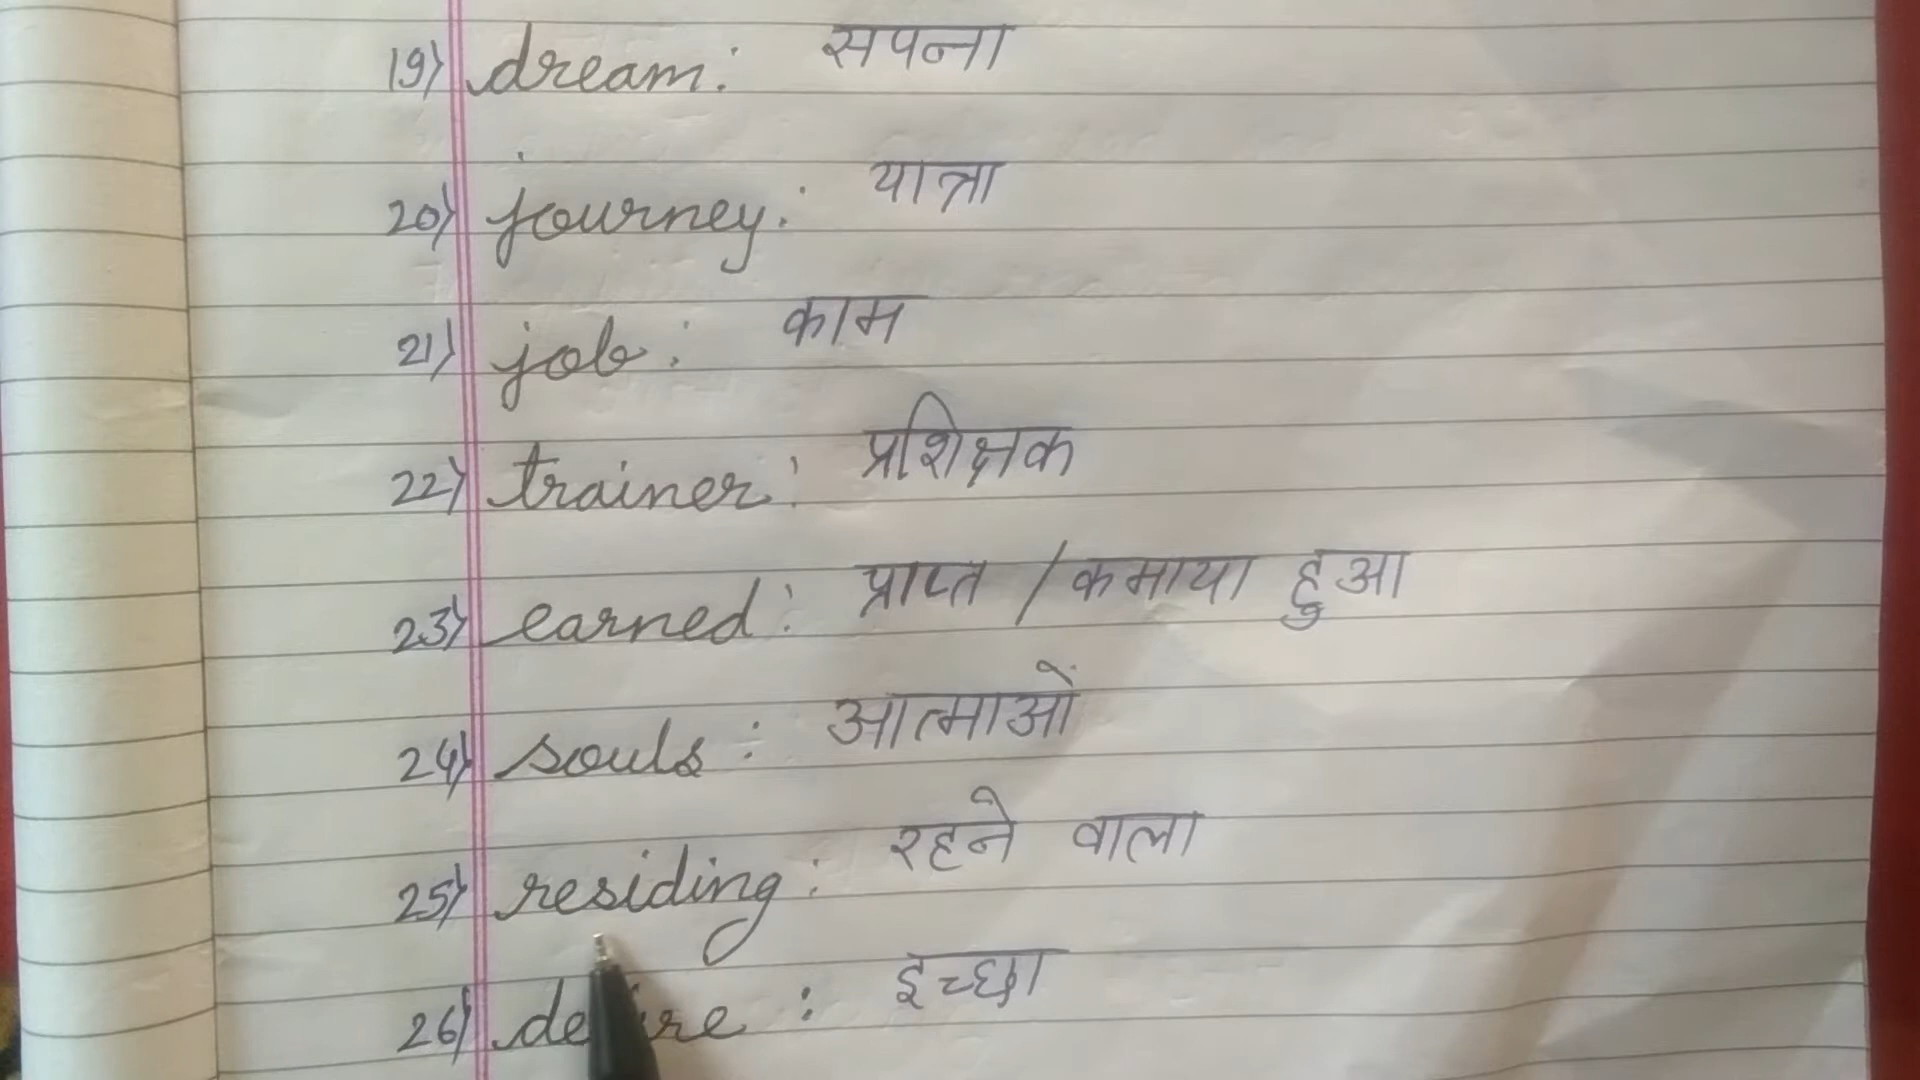 19) dream: सपना
20) journey: यात्रा
21) job: काम
22) trainer: प्रशिक्षक
23) earned: प्राप्त / कमाया हुआ
24) souls: आत्माओं
25) residing: रहने वाला
26) : इच्छा